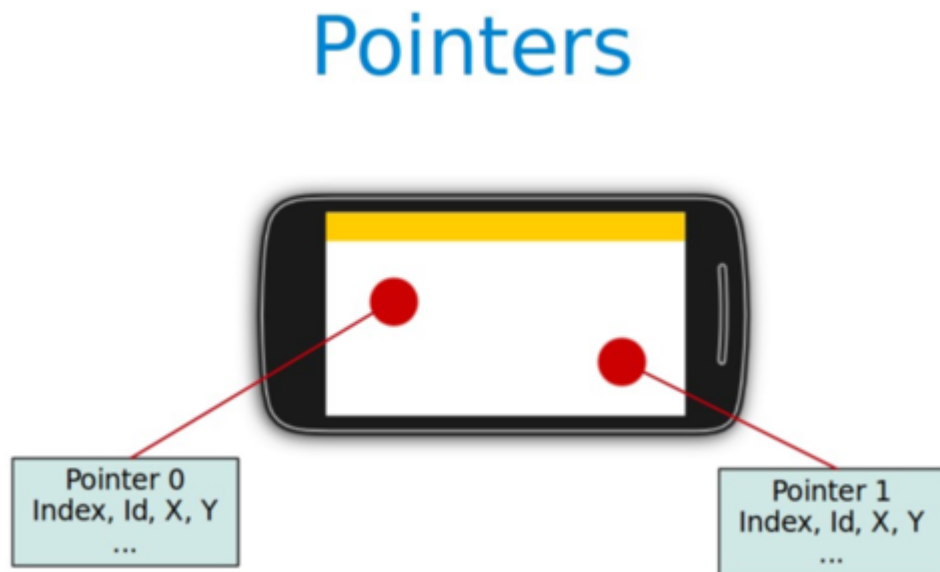 Pointers
Pointer 0
Index, Id, X, Y
...
Pointer 1
Index, Id, X, Y
...